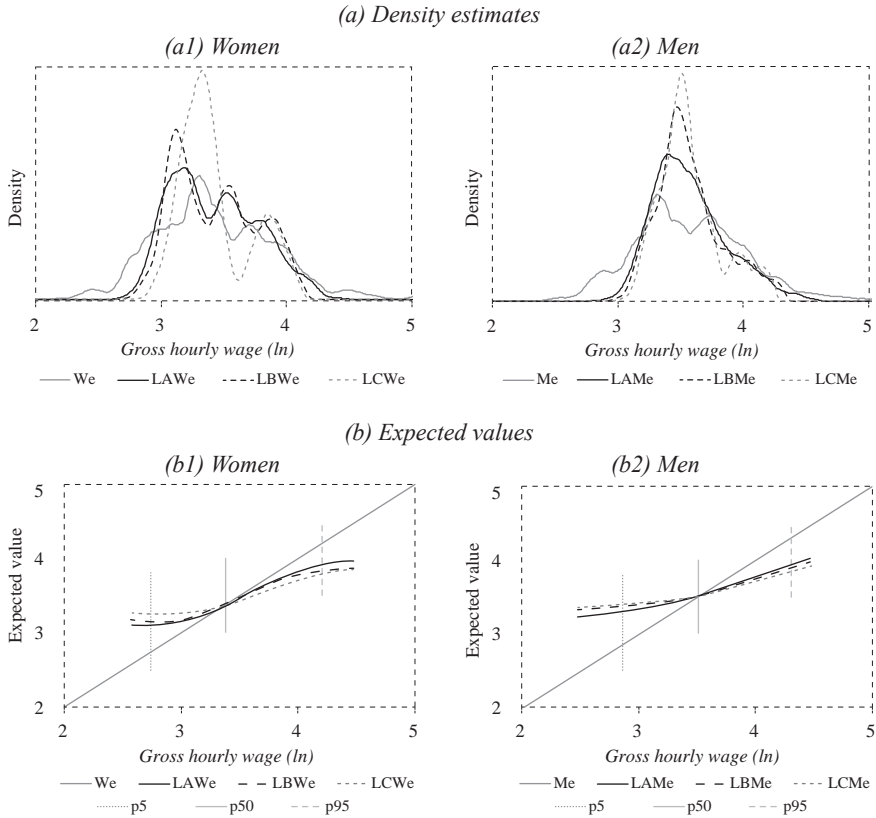 (a) Density estimates
(a1) Women
(a2) Men
Density
Density
2 3 4 5
2 3 4 5
Gross hourly wage (ln)
Gross hourly wage (ln)
We LAWe LBWe LCWe
Me LAMe LBMe LCMe
(b) Expected values
(b1) Women
(b2) Men
5
4
3
2
Expected value
5
4
3
2
Expected value
2 3 4 5
2 3 4 5
Gross hourly wage (ln)
Gross hourly wage (ln)
We LAWe LBWe LCWe
p5 p50 p95
Me LAMe LBMe LCMe
p5 p50 p95